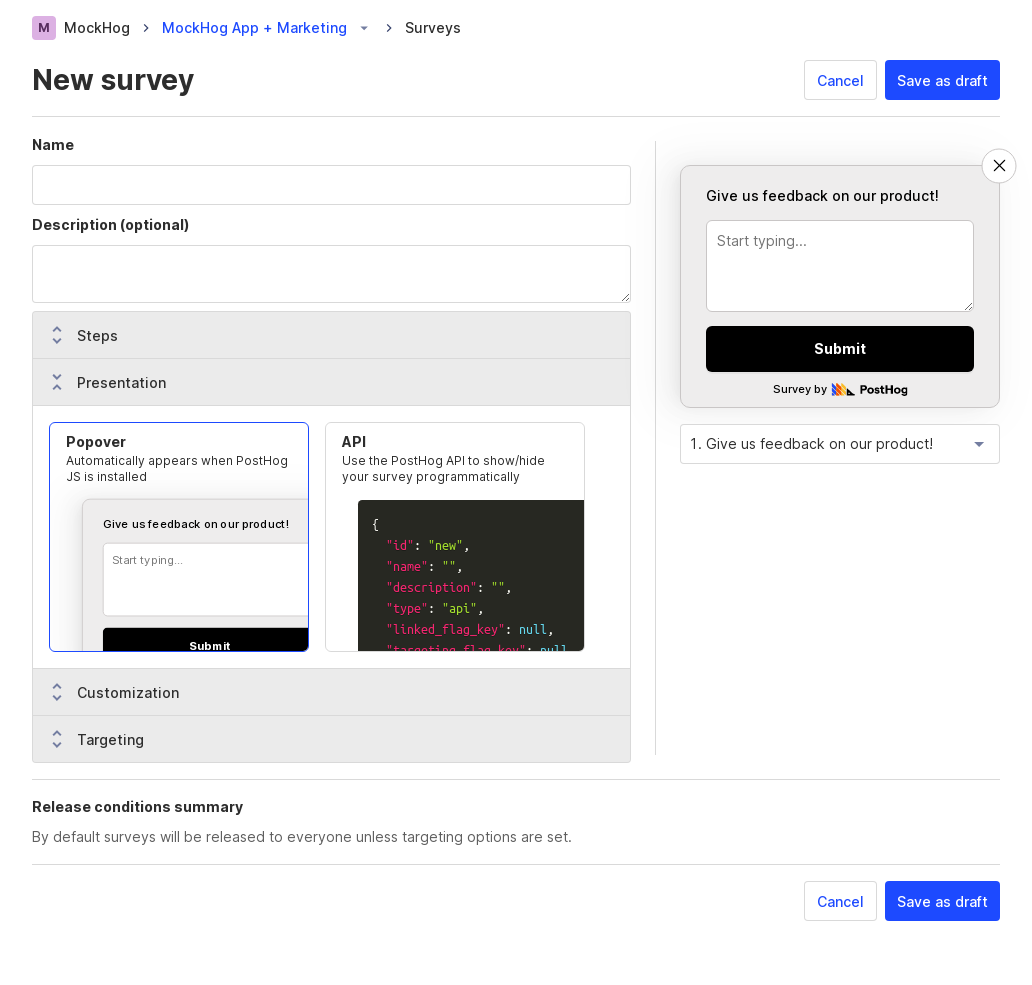 M MockHog MockHog App + Marketing Surveys
New survey
Cancel Save as draft
Name
Description (optional)
Steps
Presentation
Popover
Automatically appears when PostHog
JS is installed
Give us feedback on our product!
Start typing...
Submit
API
Use the PostHog API to show/hide
your survey programmatically
{
"id": "new",
"name": "",
"description": "",
"type": "api",
"linked_flag_key": null,
"targeting_flag_key": null
Customization
Targeting
Give us feedback on our product!
Start typing...
Submit
Survey by PostHog
1. Give us feedback on our product!
Release conditions summary
By default surveys will be released to everyone unless targeting options are set.
Cancel Save as draft